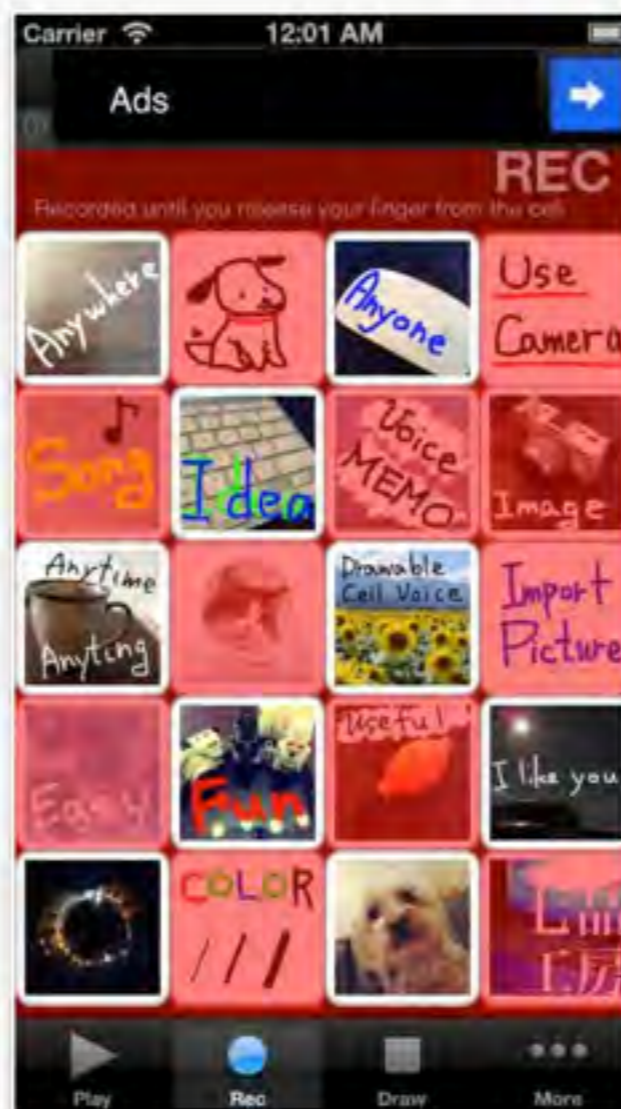 Carrier 12:01 AM
Ads
REC
Recorded until you release your finger from the cell.
Anywhere
Anyone
Use
Camera
Song
Idea
Voice
MEMO
Image
Anytime
Anyting
Drawable
Cell Voice
Import
Picture
Easy
Fun
Useful
I like you
COLOR
工房
Play Rec Draw More